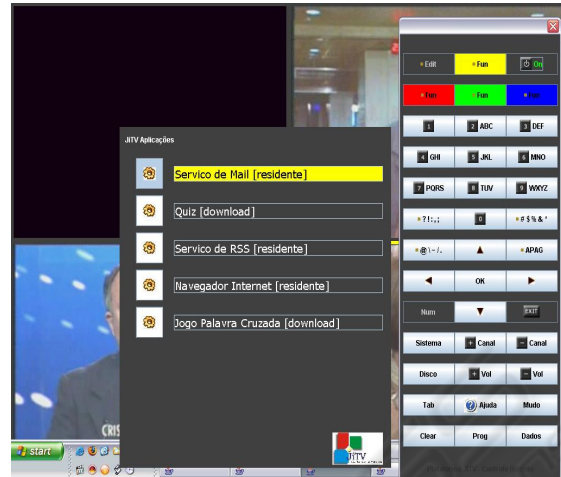 JiTV Aplicações
Servico de Mail [residente]
Quiz [download]
Servico de RSS [residente]
Navegador Internet [residente]
Jogo Palavra Cruzada [download]
JiTV
CRIS
start
Edit Fun On
Fun Fun
1 2 ABC 3 DEF
4 GHI 5 JKL 6 MNO
7 PQRS 8 TUV 9 WXYZ
*?!:.; 0 # $ % & '
@\-/. ▲ APAG
◄ OK ►
Num ▼ EXIT
Sistema + Canal - Canal
Disco + Vol - Vol
Tab ? Ajuda Mudo
Clear Prog Dados